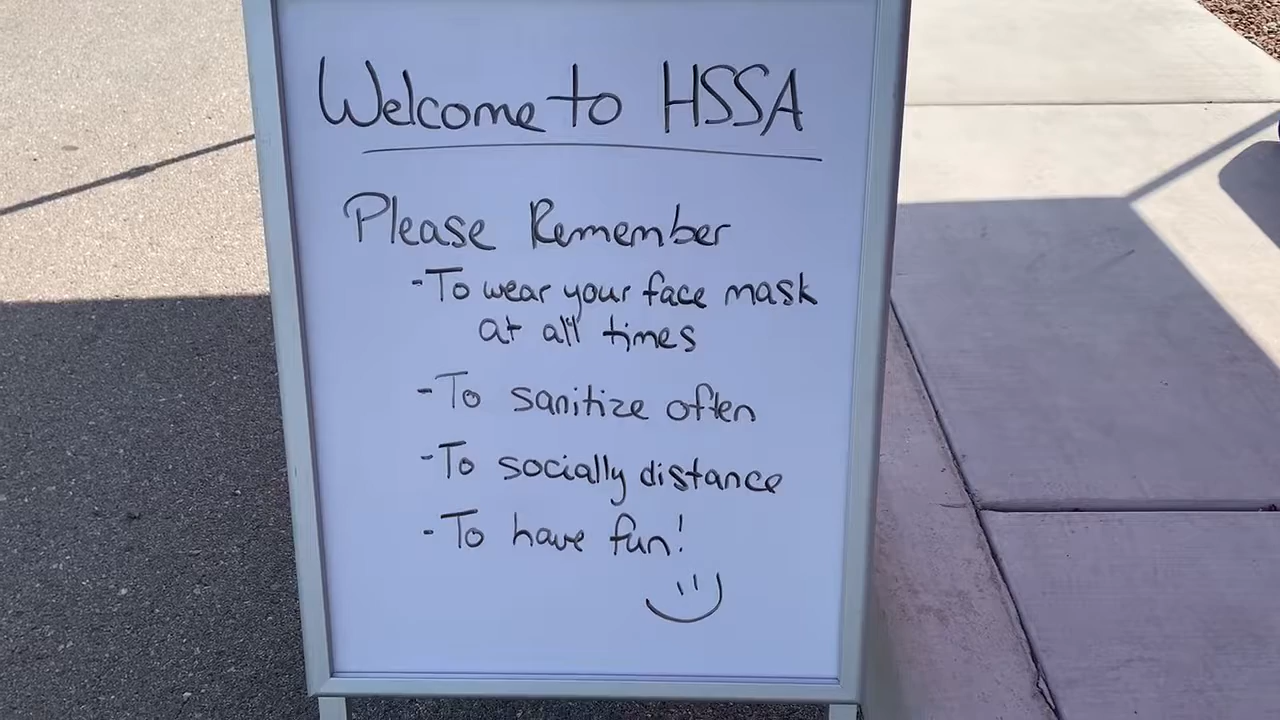 Welcome to HSSA
Please Remember
-To wear your face mask
at all times
-To sanitize often
-To socially distance
-To have fun!